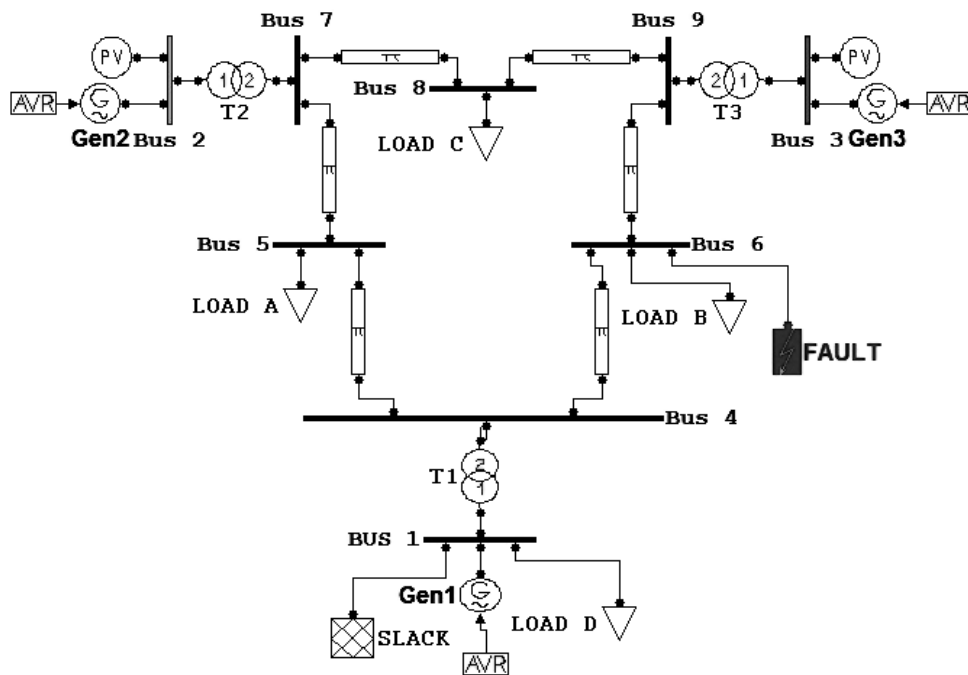 Bus 7
Bus 9
π
π
PV
1 2
T2
Bus 8
2 1
T3
PV
AVR
G
Gen2
Bus 2
LOAD C
Bus 3
Gen3
G
AVR
π
π
Bus 5
Bus 6
LOAD A
π
LOAD B
π
FAULT
Bus 4
T1
2
1
BUS 1
Gen1
G
LOAD D
SLACK
AVR